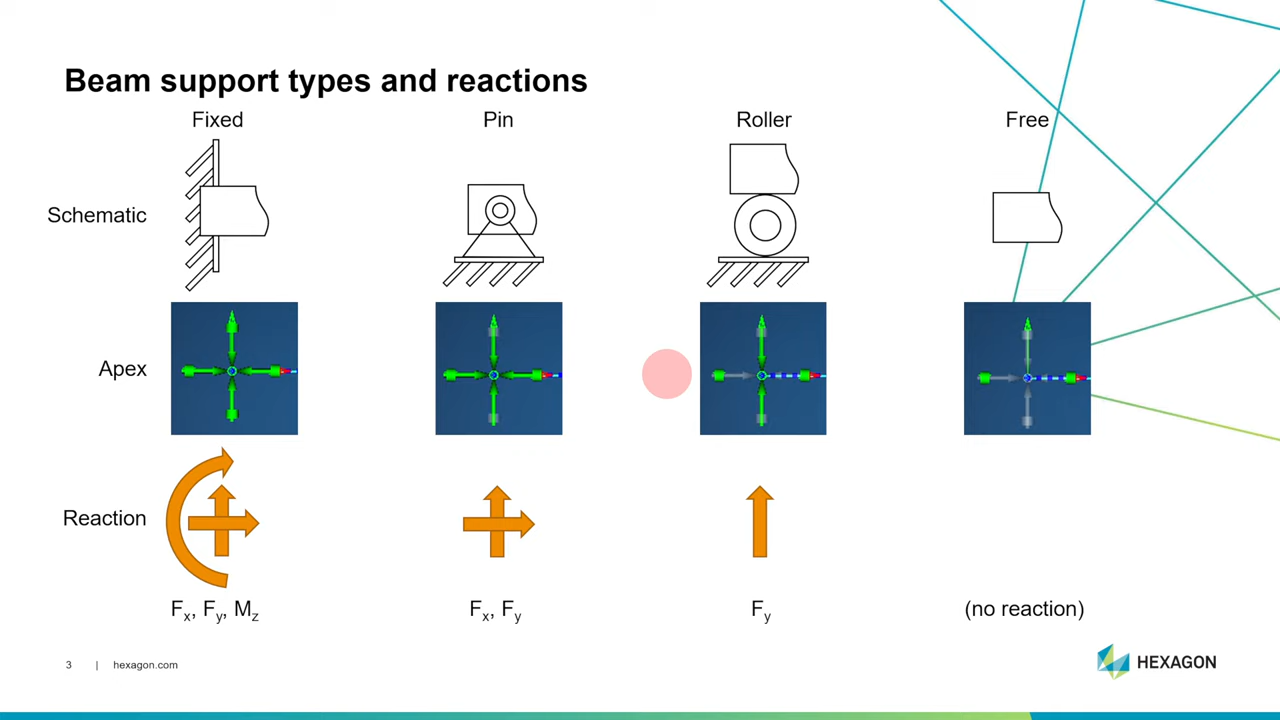 Beam support types and reactions
Fixed Pin Roller Free
Schematic
Apex
Reaction
Fx, Fy, Mz Fx, Fy Fy (no reaction)
3 | hexagon.com
HEXAGON